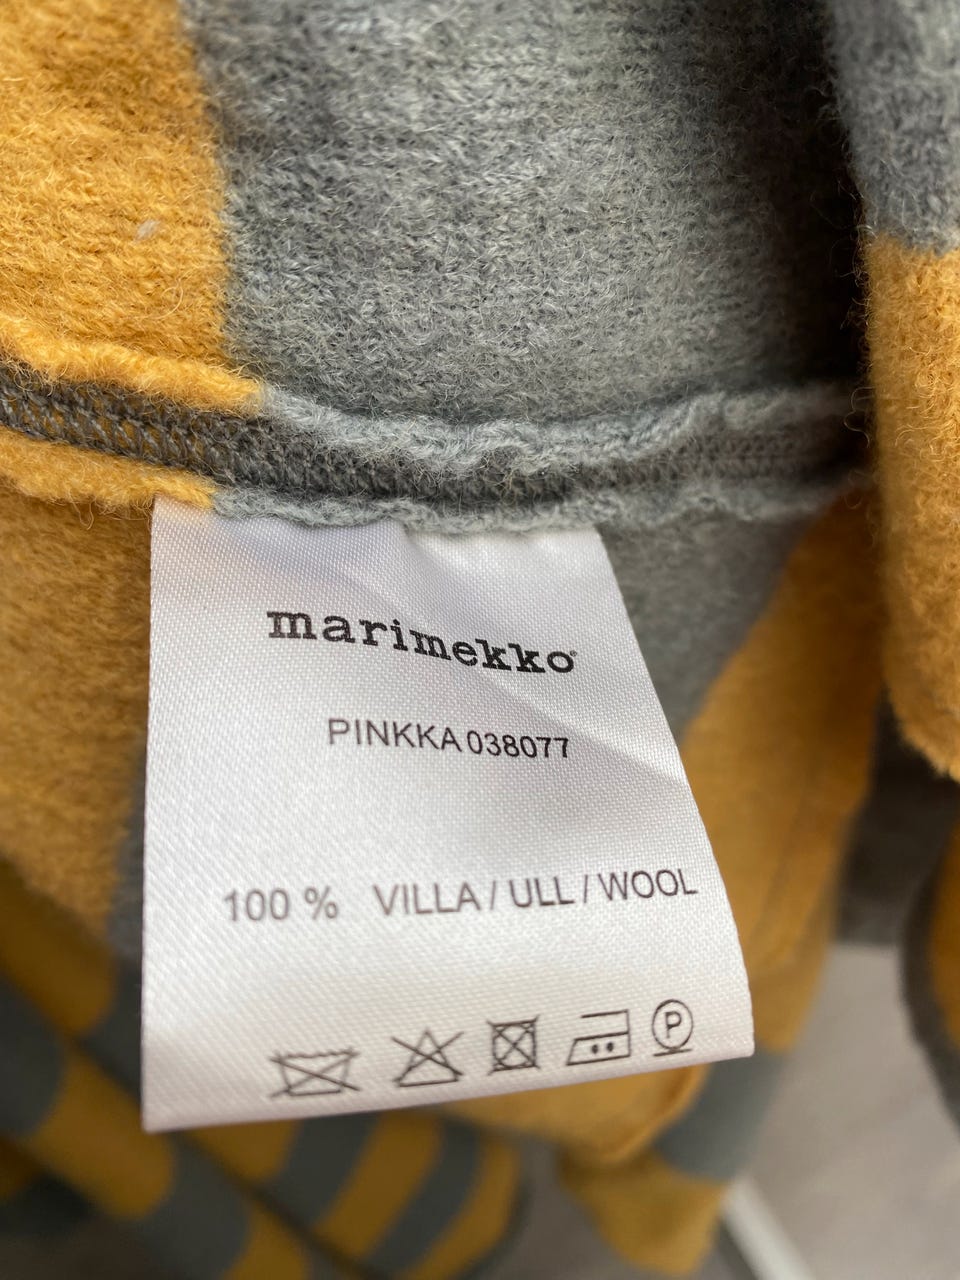 marimekko®
PINKKA 038077
100 % VILLA / ULL / WOOL
P